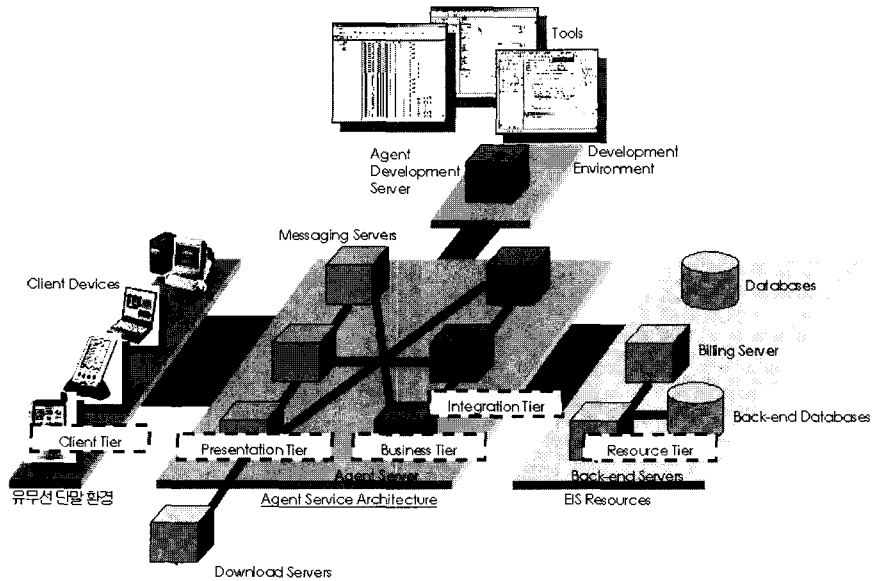 Tools
Agent
Development
Server
Development
Environment
Messaging Servers
Client Devices
Databases
Billing Server
Integration Tier
Back-end Databases
Client Tier
Presentation Tier
Business Tier
Resource Tier
Agent Server
Back-end Servers
유무선 단말 환경
Agent Service Architecture
EIS Resources
Download Servers